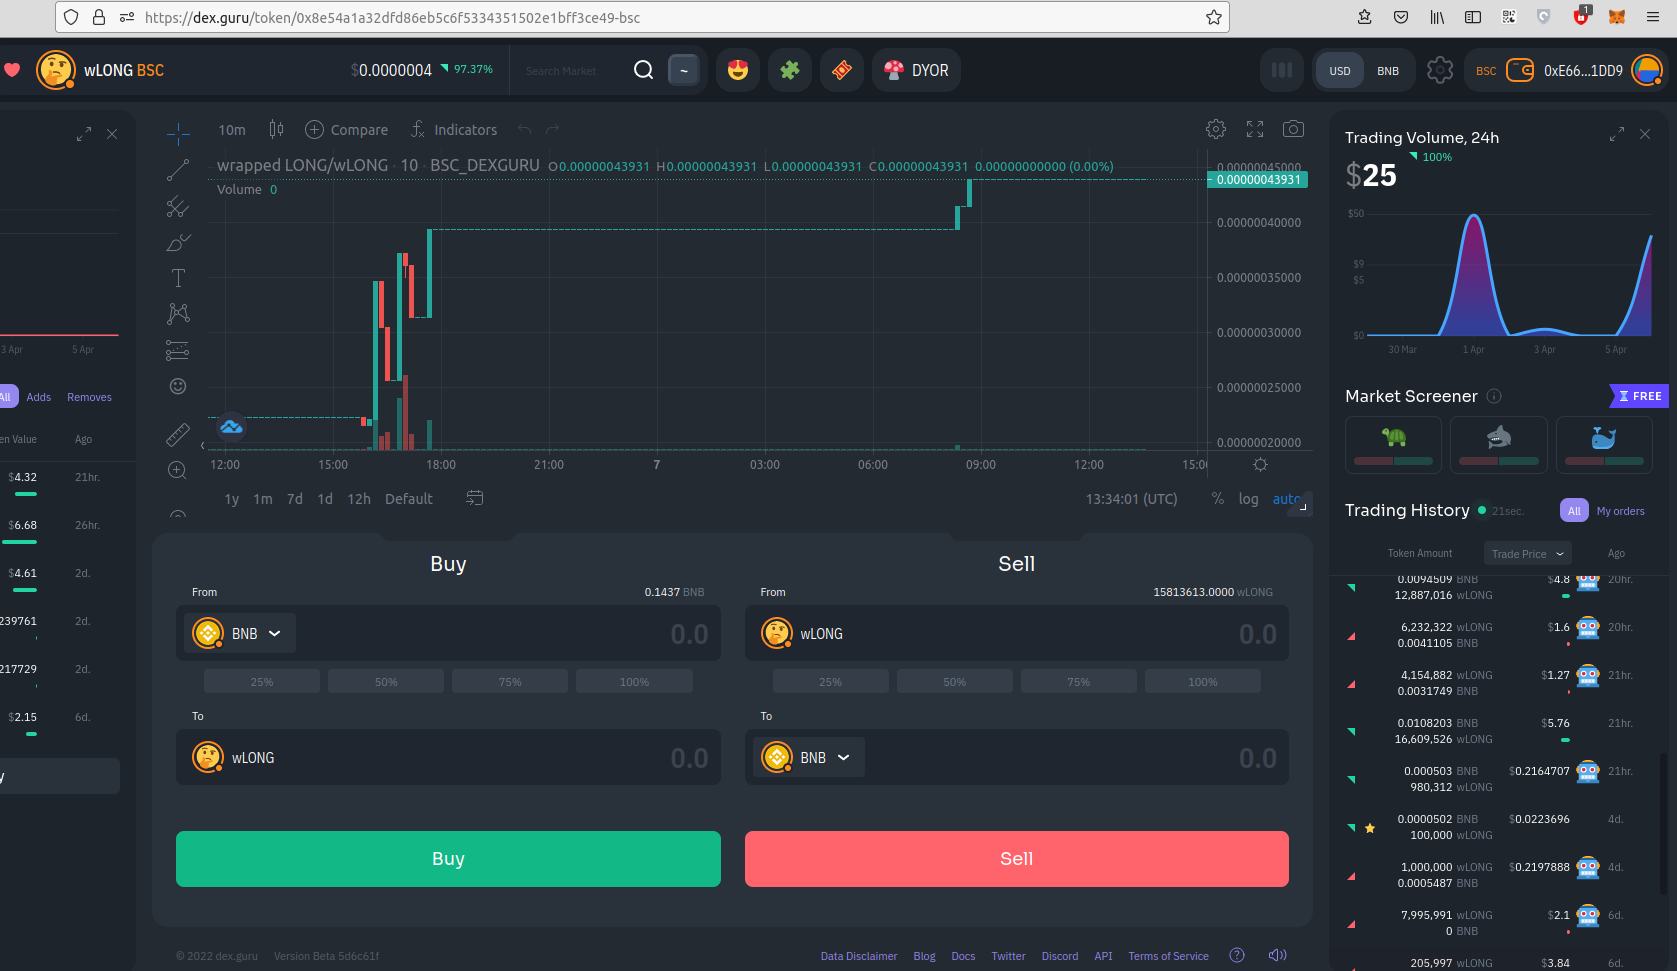 https://dex.guru/token/0x8e54a1a32dfd86eb5c6f5334351502e1bff3ce49-bsc
1
wLONG BSC
$0.0000004 97.37%
Search Market
~
DYOR
USD BNB
BSC 0xE66...1DD9
3 Apr 5 Apr
All Adds Removes
en Value Ago
$4.32 21hr.
$6.68 26hr.
$4.61 2d.
239761 2d.
217729 2d.
$2.15 6d.
y
10m Compare Indicators
wrapped LONG/wLONG · 10 · BSC_DEXGURU O0.00000043931 H0.00000043931 L0.00000043931 C0.00000043931 0.00000000000 (0.00%)
Volume 0
0.00000045000
0.00000043931
0.00000040000
0.00000035000
0.00000030000
0.00000025000
0.00000020000
12:00 15:00 18:00 21:00 7 03:00 06:00 09:00 12:00 15:00
1y 1m 7d 1d 12h Default
13:34:01 (UTC) % log auto
Buy
From 0.1437 BNB
BNB 0.0
25% 50% 75% 100%
To
wLONG 0.0
Buy
Sell
From 15813613.0000 wLONG
wLONG 0.0
25% 50% 75% 100%
To
BNB 0.0
Sell
© 2022 dex.guru Version Beta 5d6c61f
Data Disclaimer Blog Docs Twitter Discord API Terms of Service
Trading Volume, 24h
$25 100%
$50
$9
$5
$0
30 Mar 1 Apr 3 Apr 5 Apr
Market Screener FREE
Trading History 21sec. All My orders
Token Amount Trade Price Ago
0.0094509 BNB $4.8 20hr.
12,887,016 wLONG
6,232,322 wLONG $1.6 20hr.
0.0041105 BNB
4,154,882 wLONG $1.27 21hr.
0.0031749 BNB
0.0108203 BNB $5.76 21hr.
16,609,526 wLONG
0.000503 BNB $0.2164707 21hr.
980,312 wLONG
0.0000502 BNB $0.0223696 4d.
100,000 wLONG
1,000,000 wLONG $0.2197888 4d.
0.0005487 BNB
7,995,991 wLONG $2.1 6d.
0 BNB
205,997 wLONG $3.84 6d.